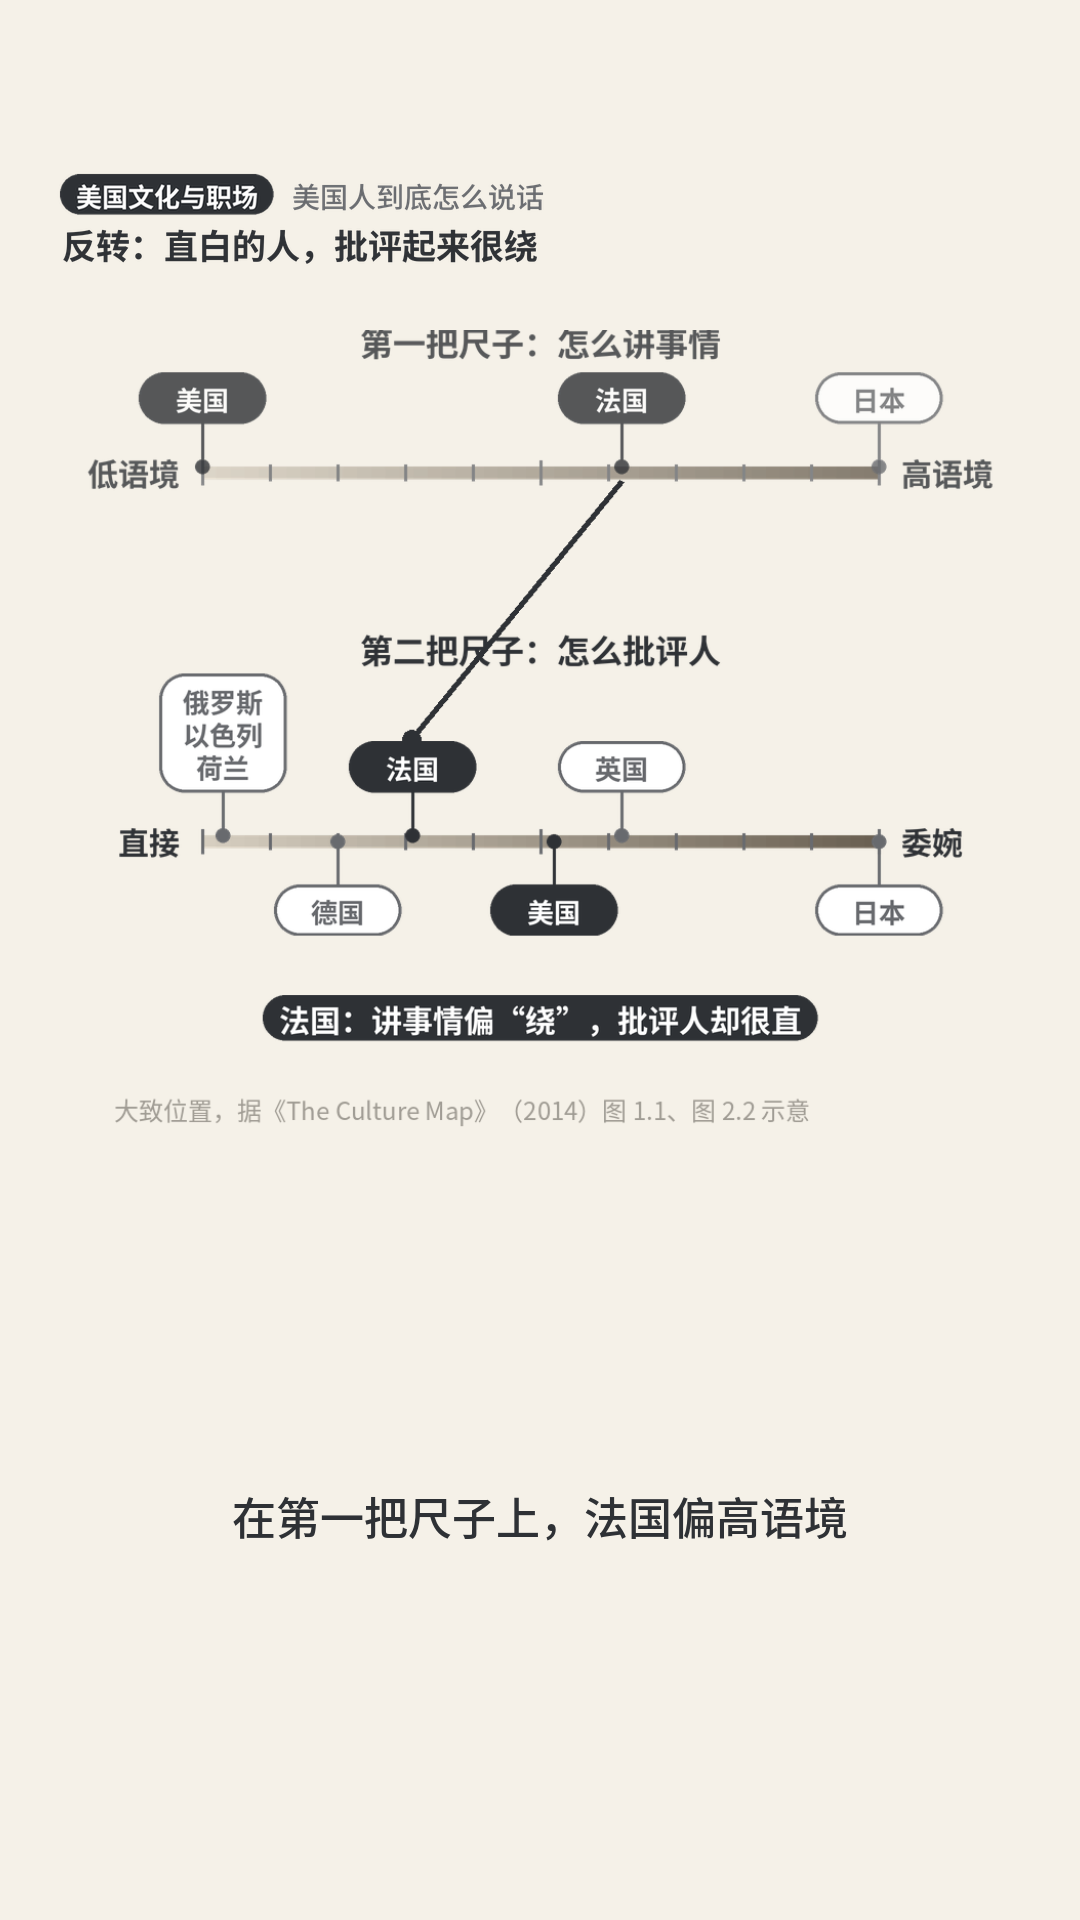 美国文化与职场 美国人到底怎么说话
反转：直白的人，批评起来很绕
第一把尺子：怎么讲事情
美国 法国 日本
低语境 高语境
第二把尺子：怎么批评人
俄罗斯
以色列
荷兰
法国 英国
直接 委婉
德国 美国 日本
法国：讲事情偏“绕”，批评人却很直
大致位置，据《The Culture Map》（2014）图 1.1、图 2.2 示意
在第一把尺子上，法国偏高语境